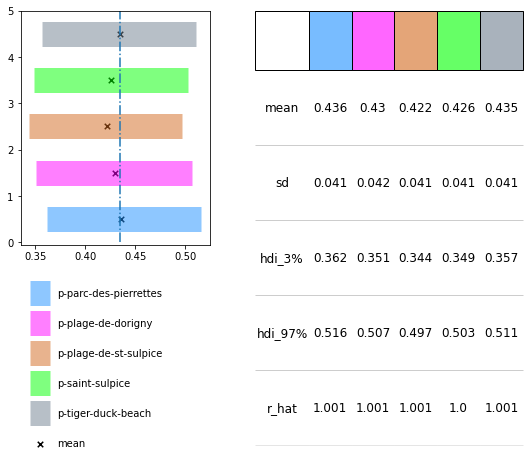 5
4
3
2
1
0
0.35 0.40 0.45 0.50
p-parc-des-pierrettes
p-plage-de-dorigny
p-plage-de-st-sulpice
p-saint-sulpice
p-tiger-duck-beach
mean
mean 0.436 0.43 0.422 0.426 0.435
sd 0.041 0.042 0.041 0.041 0.041
hdi_3% 0.362 0.351 0.344 0.349 0.357
hdi_97% 0.516 0.507 0.497 0.503 0.511
r_hat 1.001 1.001 1.001 1.0 1.001